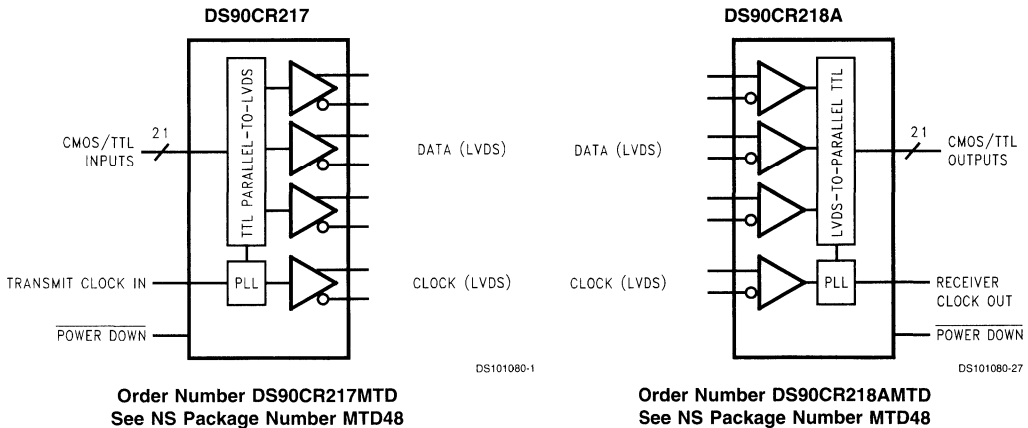 DS90CR217
TTL PARALLEL-TO-LVDS
21
CMOS/TTL
INPUTS
DATA (LVDS)
TRANSMIT CLOCK IN
PLL
CLOCK (LVDS)
POWER DOWN
DS101080-1
Order Number DS90CR217MTD
See NS Package Number MTD48
DS90CR218A
LVDS-TO-PARALLEL TTL
21
DATA (LVDS)
CMOS/TTL
OUTPUTS
CLOCK (LVDS)
PLL
RECEIVER
CLOCK OUT
POWER DOWN
DS101080-27
Order Number DS90CR218AMTD
See NS Package Number MTD48